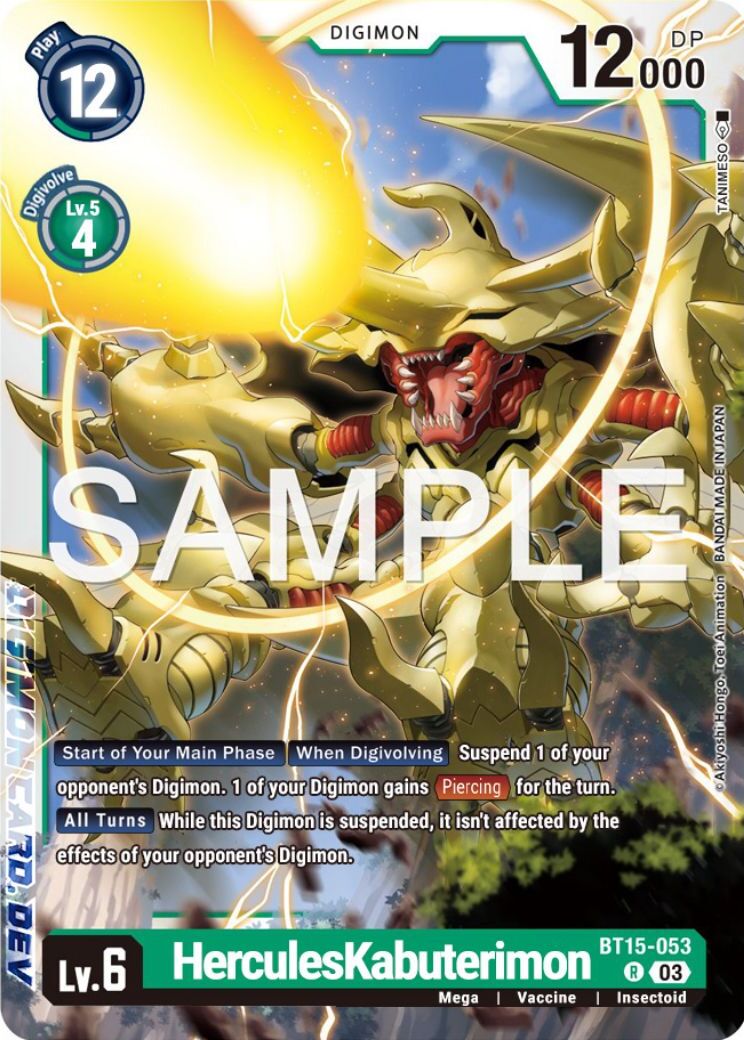 Play
12
DIGIMON
12000
DP
Digivolve
Lv.5
4
TANIMESO
SAMPLE
©Akiyoshi Hongo, Toei Animation BANDAI MADE IN JAPAN
DIGIMONCARD.DEV
Start of Your Main Phase When Digivolving Suspend 1 of your
opponent's Digimon. 1 of your Digimon gains Piercing for the turn.
All Turns While this Digimon is suspended, it isn't affected by the
effects of your opponent's Digimon.
Lv.6
HerculesKabuterimon
BT15-053
R 03
Mega | Vaccine | Insectoid